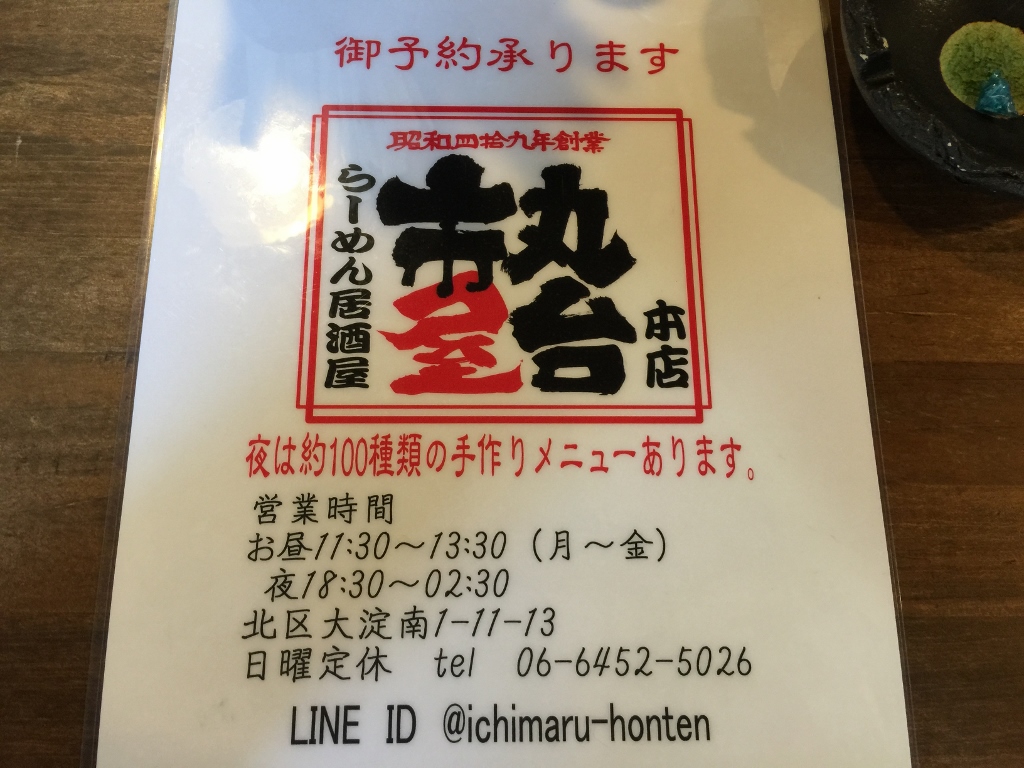 御予約承ります
昭和四拾九年創業
丸台
市屋
らーめん居酒屋
本店
夜は約100種類の手作りメニューあります。
営業時間
お昼11:30～13:30（月～金）
夜18:30～02:30
北区大淀南1-11-13
日曜定休 tel 06-6452-5026
LINE ID @ichimaru-honten